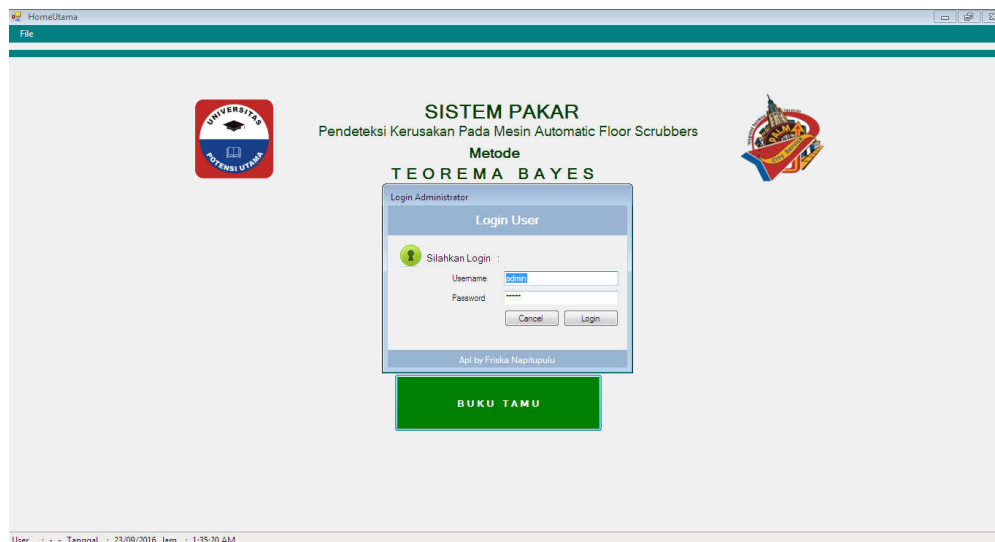 HomeUtama
File
UNIVERSITAS
POTENSI UTAMA
SISTEM PAKAR
Pendeteksi Kerusakan Pada Mesin Automatic Floor Scrubbers
Metode
TEOREMA BAYES
Login Administrator
Login User
Silahkan Login :
Username admin
Password *****
Cancel Login
Apl by Friska Napitupulu
BUKU TAMU
User : - - Tanggal : 23/09/2016 Jam : 1:35:20 AM